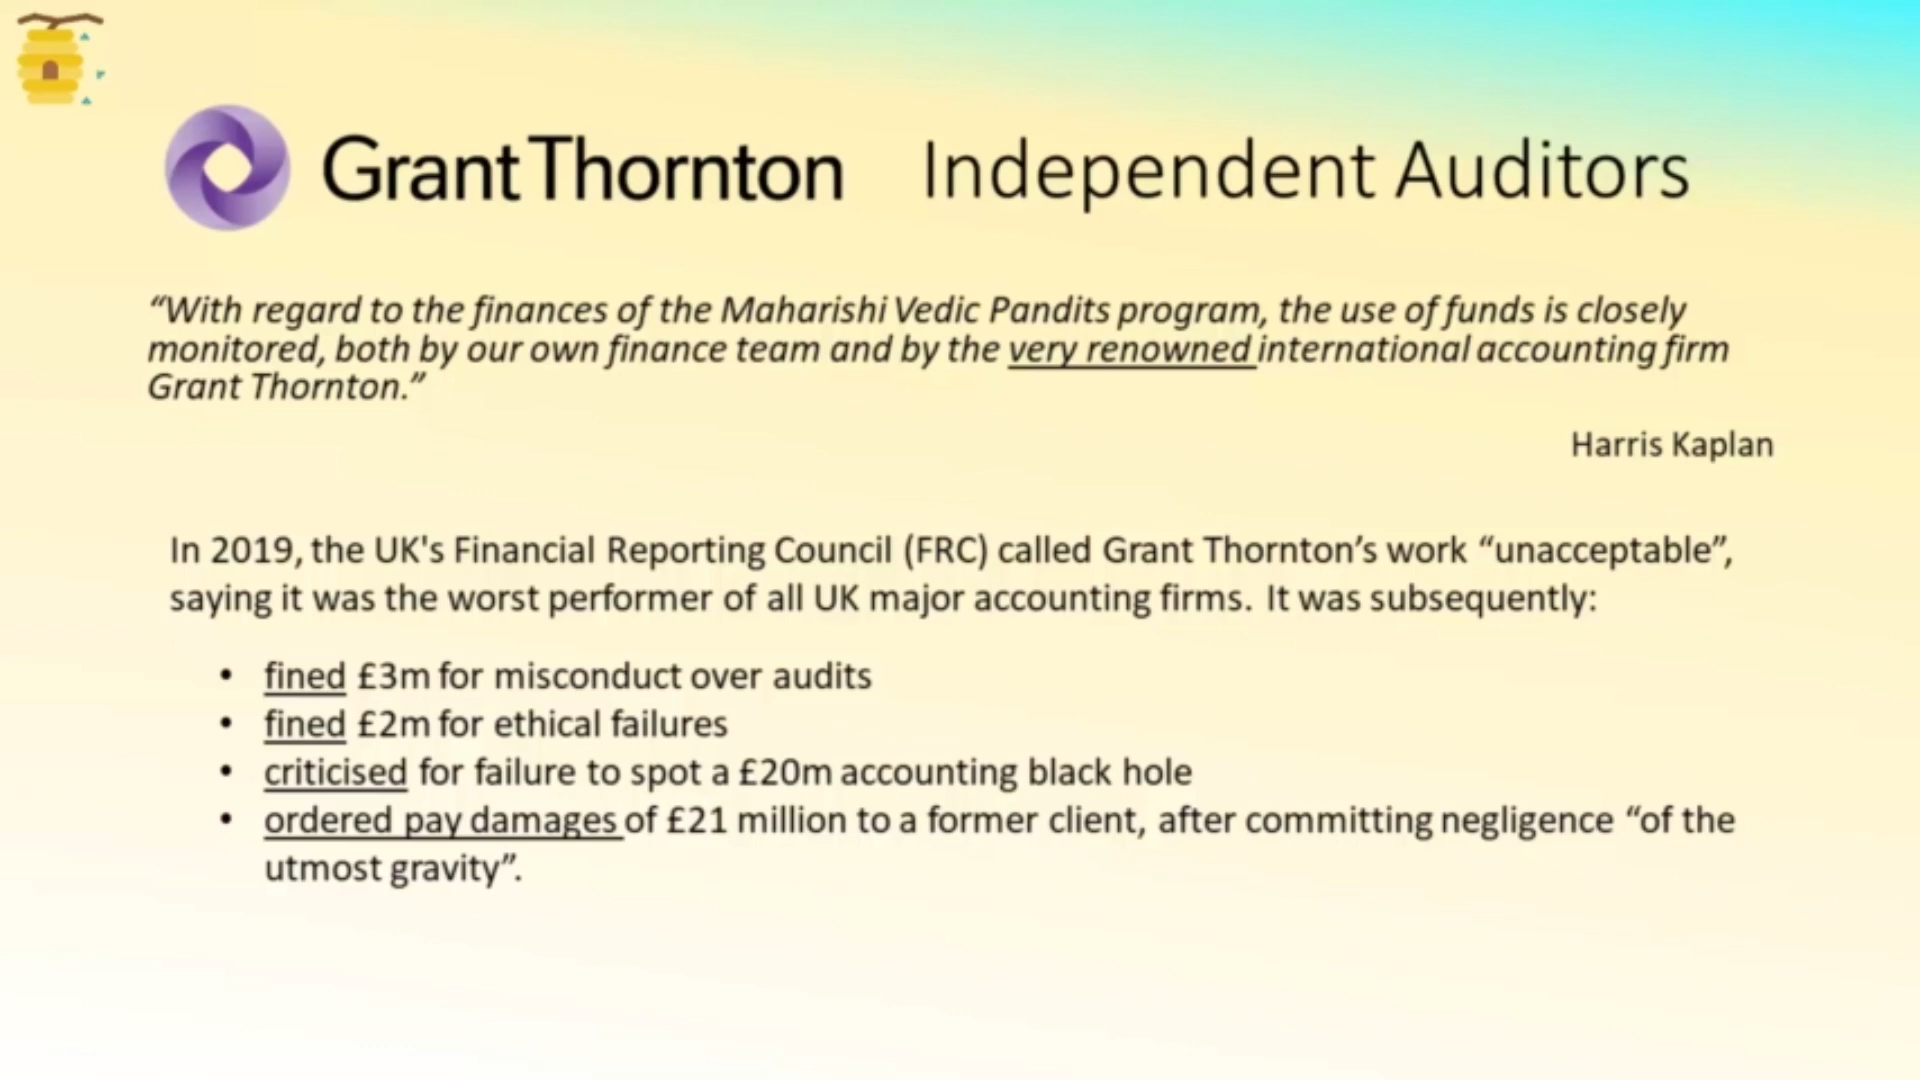 Grant Thornton Independent Auditors
“With regard to the finances of the Maharishi Vedic Pandits program, the use of funds is closely
monitored, both by our own finance team and by the very renowned international accounting firm
Grant Thornton.”
Harris Kaplan
In 2019, the UK's Financial Reporting Council (FRC) called Grant Thornton’s work “unacceptable”,
saying it was the worst performer of all UK major accounting firms. It was subsequently:
• fined £3m for misconduct over audits
• fined £2m for ethical failures
• criticised for failure to spot a £20m accounting black hole
• ordered pay damages of £21 million to a former client, after committing negligence “of the
utmost gravity”.